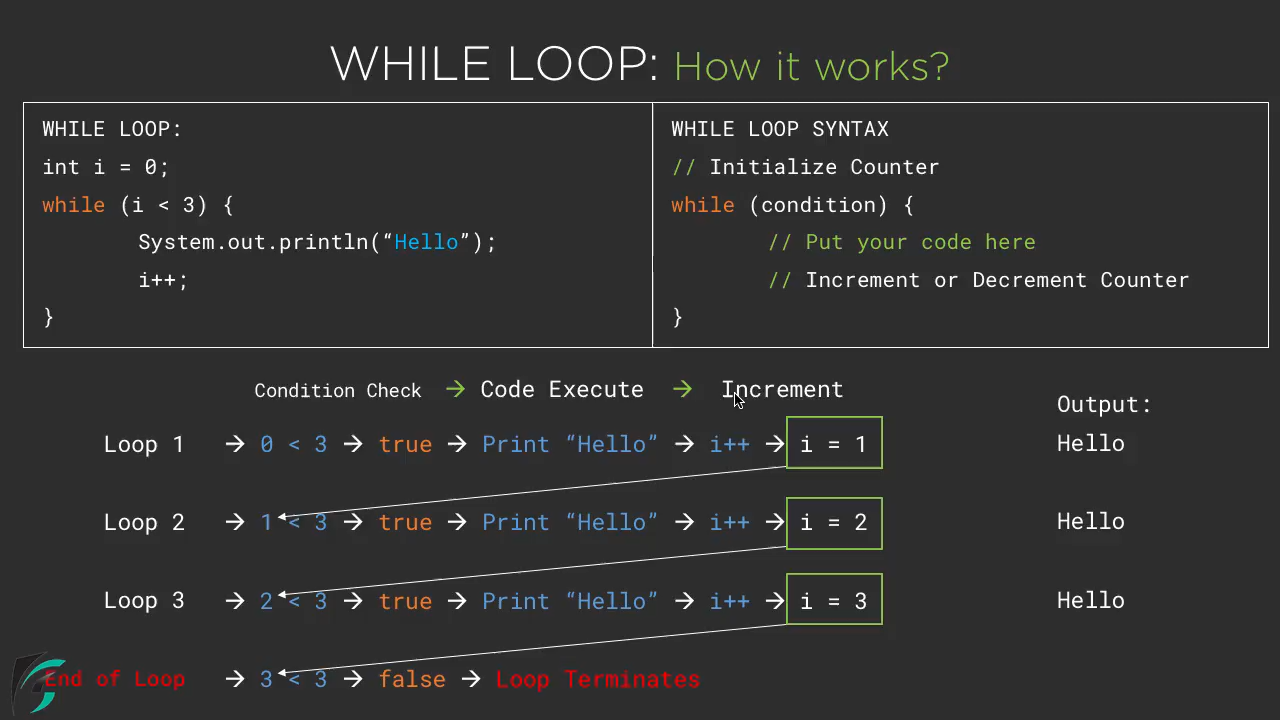 WHILE LOOP: How it works?
WHILE LOOP:
int i = 0;
while (i < 3) {
System.out.println(“Hello”);
i++;
}
WHILE LOOP SYNTAX
// Initialize Counter
while (condition) {
// Put your code here
// Increment or Decrement Counter
}
Condition Check → Code Execute → Increment
Loop 1 → 0 < 3 → true → Print “Hello” → i++ → i = 1
Loop 2 → 1 < 3 → true → Print “Hello” → i++ → i = 2
Loop 3 → 2 < 3 → true → Print “Hello” → i++ → i = 3
End of Loop → 3 < 3 → false → Loop Terminates
Output:
Hello
Hello
Hello